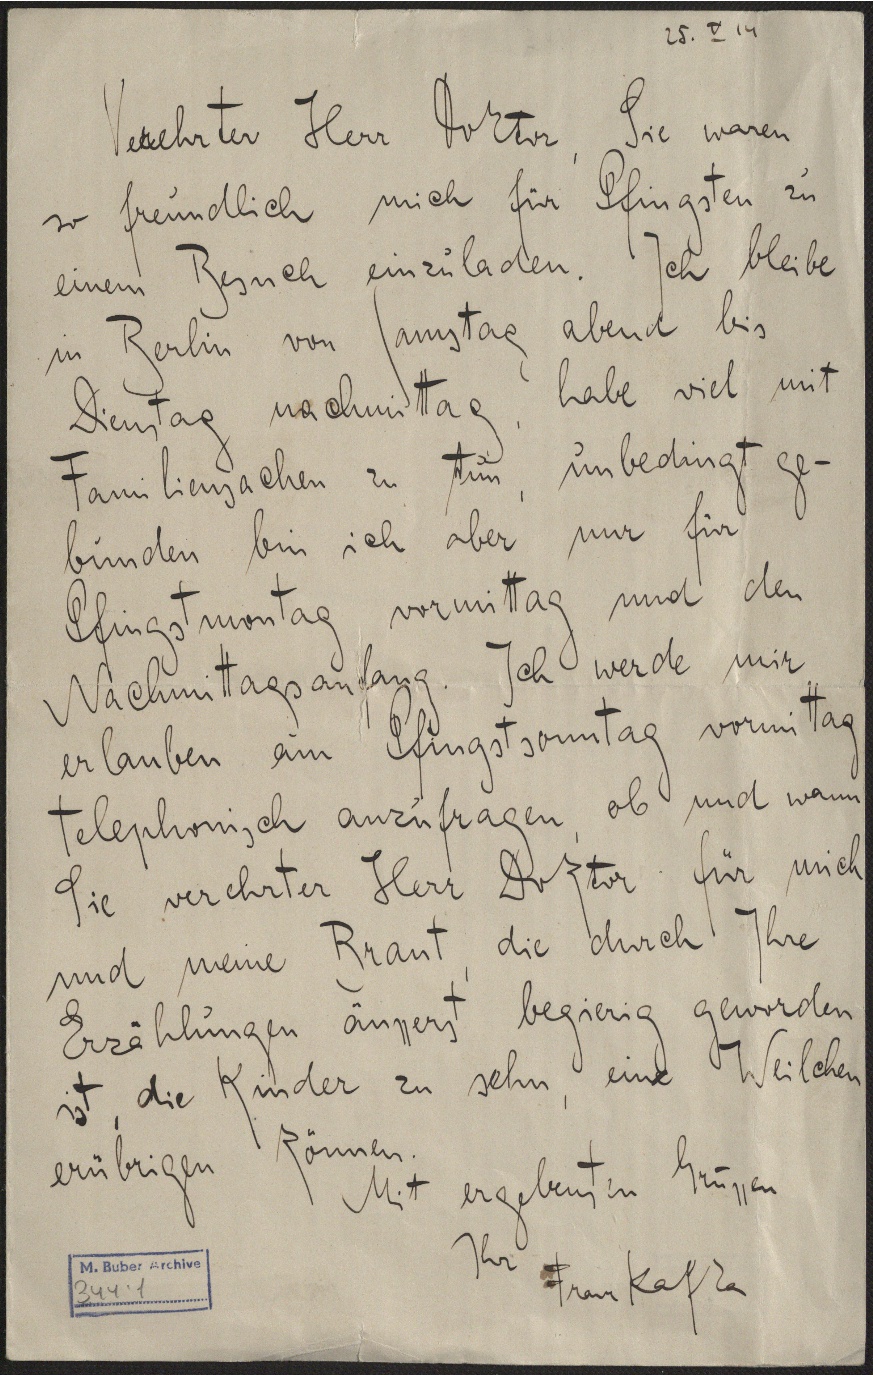 25. V 14
Verehrter Herr Doktor, Sie waren
so freundlich mich für Pfingsten zu
einem Besuch einzuladen. Ich bleibe
in Berlin von Samstag abend bis
Dienstag nachmittag, habe viel mit
Familiensachen zu tun, unbedingt ge-
bunden bin ich aber nur für
Pfingstmontag vormittag und den
Nachmittagsanfang. Ich werde mir
erlauben am Pfingstsonntag vormittag
telephonisch anzufragen, ob und wann
Sie verehrter Herr Doktor für mich
und meine Braut, die durch Ihre
Erzählungen äusserst begierig geworden
ist, die Kinder zu sehn, eine Weilchen
erübrigen können.
Mit ergebensten Grüssen
Ihr Franz Kafka
M. Buber Archive
344:1